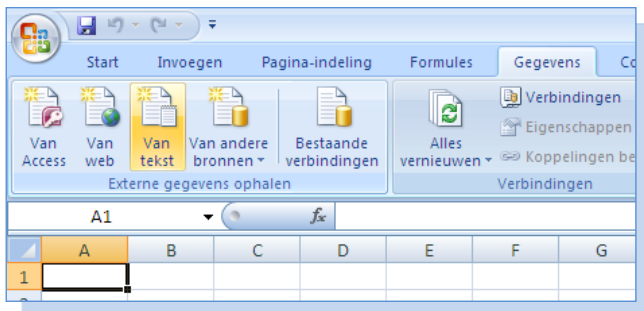 Start Invoegen Pagina-indeling Formules Gegevens Co
Van Access
Van web
Van tekst
Van andere bronnen
Bestaande verbindingen
Alles vernieuwen
Verbindingen
Eigenschappen
Koppelingen be
Externe gegevens ophalen
Verbindingen
A1 fx
A B C D E F G
1